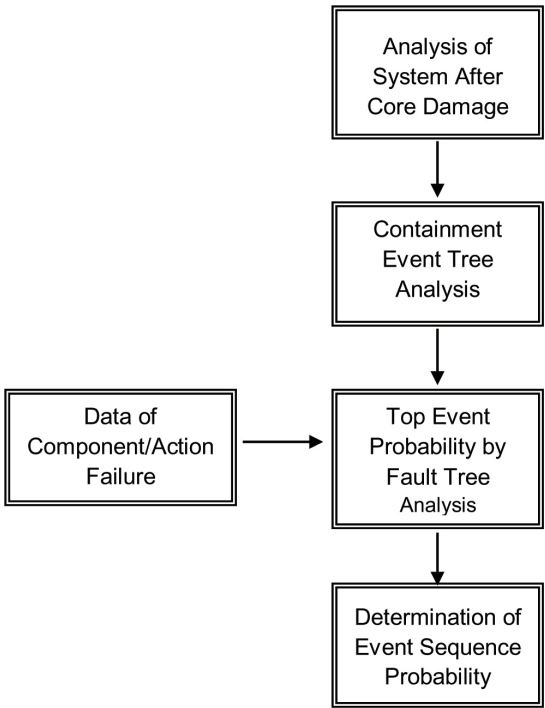 Analysis of
System After
Core Damage
Containment
Event Tree
Analysis
Data of
Component/Action
Failure
Top Event
Probability by
Fault Tree
Analysis
Determination of
Event Sequence
Probability